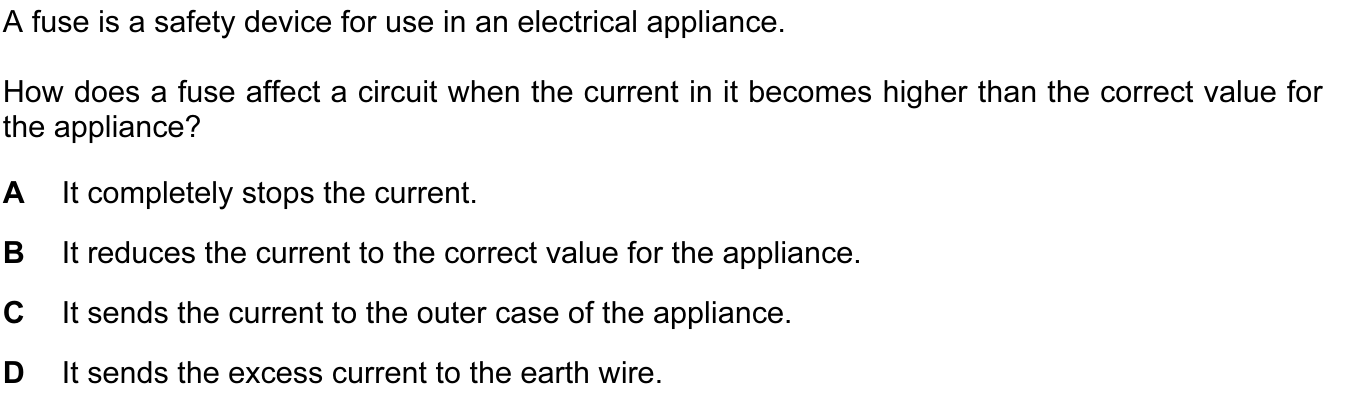 A fuse is a safety device for use in an electrical appliance.
How does a fuse affect a circuit when the current in it becomes higher than the correct value for
the appliance?
A It completely stops the current.
B It reduces the current to the correct value for the appliance.
C It sends the current to the outer case of the appliance.
D It sends the excess current to the earth wire.